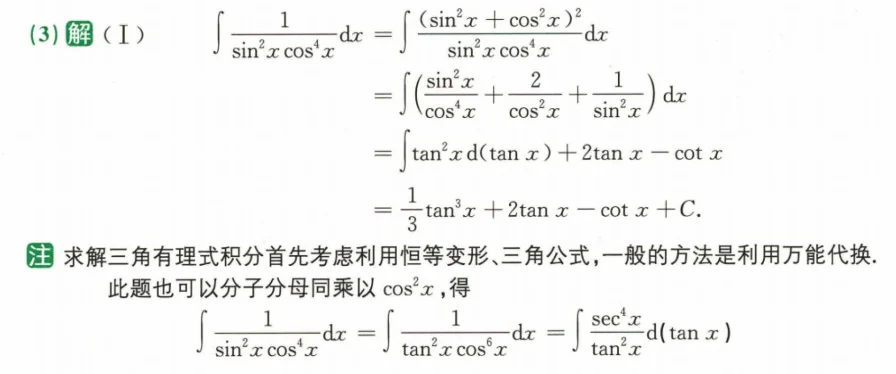 (3) 解 (Ⅰ) ∫ 1/(sin²x cos⁴x) dx = ∫ (sin²x + cos²x)²/(sin²x cos⁴x) dx
= ∫ (sin²x/cos⁴x + 2/cos²x + 1/sin²x) dx
= ∫ tan²x d(tan x) + 2tan x − cot x
= 1/3 tan³x + 2tan x − cot x + C.
注 求解三角有理式积分首先考虑利用恒等变形、三角公式,一般的方法是利用万能代换.
此题也可以分子分母同乘以 cos²x ,得
∫ 1/(sin²x cos⁴x) dx = ∫ 1/(tan²x cos⁶x) dx = ∫ sec⁴x/tan²x d(tan x)